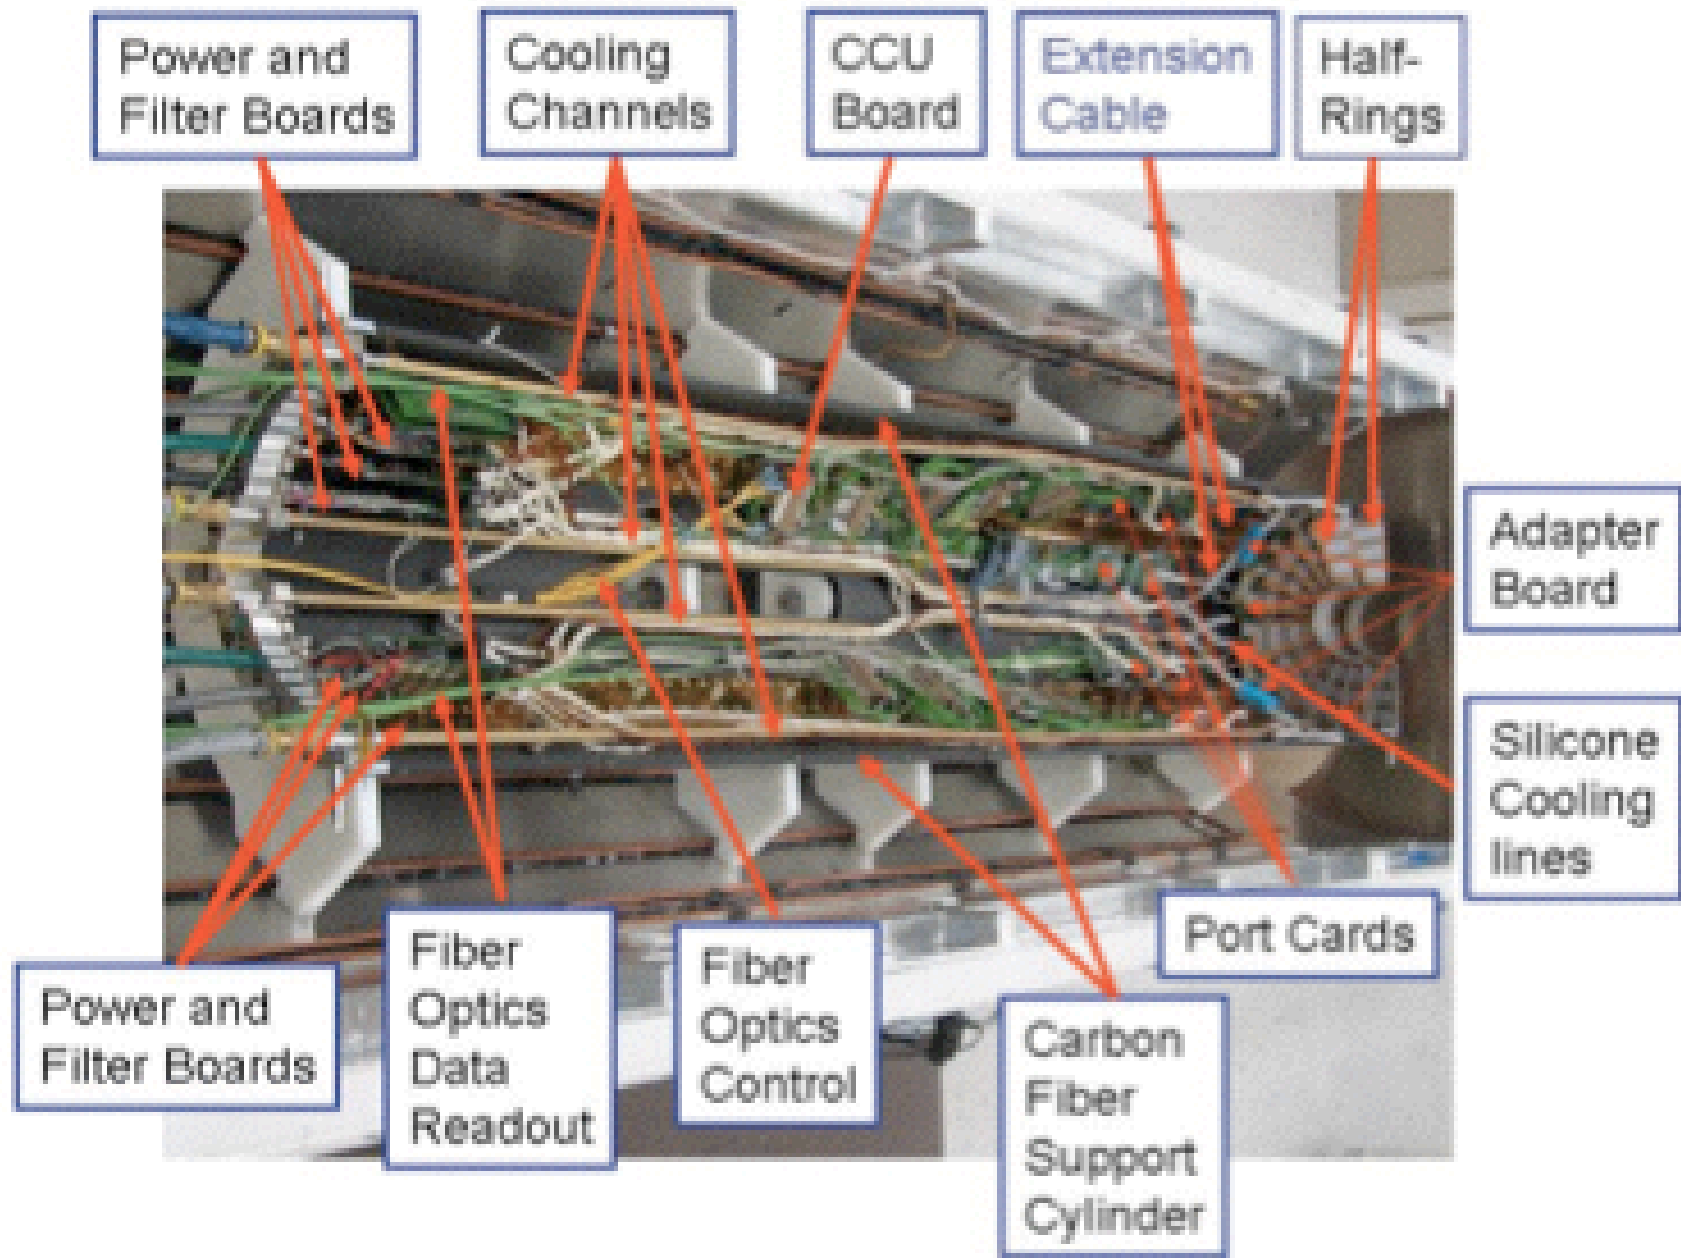 Power and
Filter Boards
Cooling
Channels
CCU
Board
Extension
Cable
Half-
Rings
Adapter
Board
Silicone
Cooling
lines
Port Cards
Power and
Filter Boards
Fiber
Optics
Data
Readout
Fiber
Optics
Control
Carbon
Fiber
Support
Cylinder